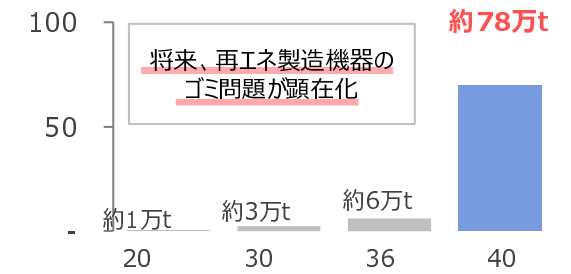 100
約78万t
将来、再エネ製造機器の
ゴミ問題が顕在化
50
約1万t
約3万t
約6万t
-
20
30
36
40